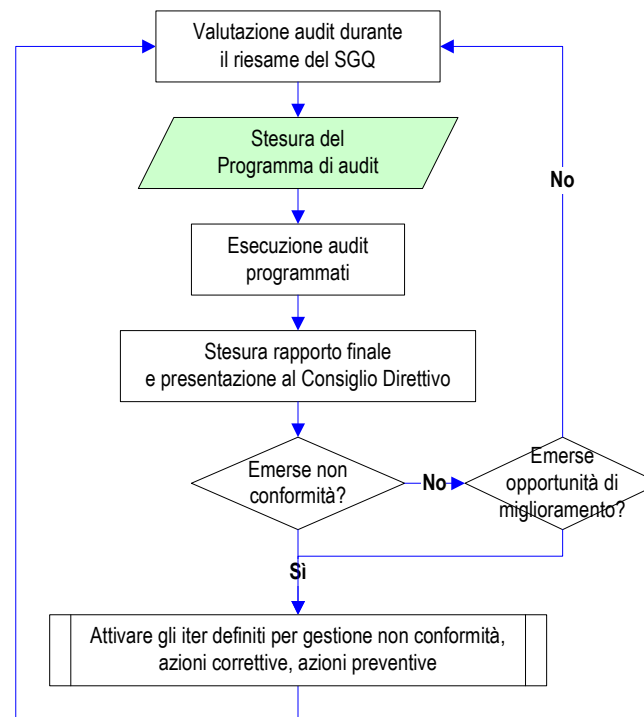 Valutazione audit durante
il riesame del SGQ
Stesura del
Programma di audit
No
Esecuzione audit
programmati
Stesura rapporto finale
e presentazione al Consiglio Direttivo
Emerse non
conformità?
No
Emerse
opportunità di
miglioramento?
Sì
Attivare gli iter definiti per gestione non conformità,
azioni correttive, azioni preventive